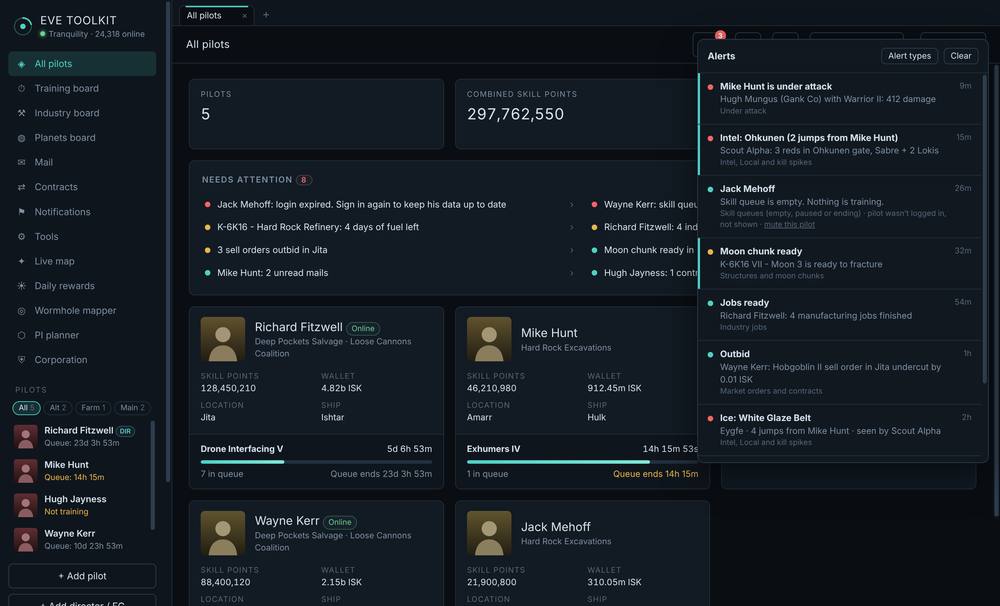 EVE TOOLKIT
Tranquility · 24,318 online
All pilots
Training board
Industry board
Planets board
Mail
Contracts
Notifications
Tools
Live map
Daily rewards
Wormhole mapper
PI planner
Corporation
PILOTS
All 5 Alt 2 Farm 1 Main 2
Richard Fitzwell DIR
Queue: 23d 3h 53m
Mike Hunt
Queue: 14h 15m
Hugh Jayness
Not training
Wayne Kerr
Queue: 10d 23h 53m
+ Add pilot
+ Add director / FC
All pilots × +
All pilots
3
PILOTS
5
COMBINED SKILL POINTS
297,762,550
NEEDS ATTENTION 8
Jack Mehoff: login expired. Sign in again to keep his data up to date ›
Wayne Kerr: skill queu
K-6K16 - Hard Rock Refinery: 4 days of fuel left ›
Richard Fitzwell: 4 ind
3 sell orders outbid in Jita ›
Moon chunk ready in
Mike Hunt: 2 unread mails ›
Hugh Jayness: 1 contr
Richard Fitzwell Online
Deep Pockets Salvage · Loose Cannons
Coalition
SKILL POINTS WALLET
128,450,210 4.82b ISK
LOCATION SHIP
Jita Ishtar
Drone Interfacing V 5d 6h 53m
7 in queue Queue ends 23d 3h 53m
Mike Hunt
Hard Rock Excavations
SKILL POINTS WALLET
46,210,980 912.45m ISK
LOCATION SHIP
Amarr Hulk
Exhumers IV 14h 15m 53s
1 in queue Queue ends 14h 15m
Wayne Kerr Online
Deep Pockets Salvage · Loose Cannons
Coalition
SKILL POINTS WALLET
88,400,120 2.15b ISK
LOCATION SHIP
Jack Mehoff
Hard Rock Excavations
SKILL POINTS WALLET
21,900,800 310.05m ISK
LOCATION SHIP
Alerts Alert types Clear
Mike Hunt is under attack 9m
Hugh Mungus (Gank Co) with Warrior II: 412 damage
Under attack
Intel: Ohkunen (2 jumps from Mike Hunt) 15m
Scout Alpha: 3 reds in Ohkunen gate, Sabre + 2 Lokis
Intel, Local and kill spikes
Jack Mehoff 26m
Skill queue is empty. Nothing is training.
Skill queues (empty, paused or ending) · pilot wasn't logged in,
not shown · mute this pilot
Moon chunk ready 32m
K-6K16 VII - Moon 3 is ready to fracture
Structures and moon chunks
Jobs ready 54m
Richard Fitzwell: 4 manufacturing jobs finished
Industry jobs
Outbid 1h
Wayne Kerr: Hobgoblin II sell order in Jita undercut by
0.01 ISK
Market orders and contracts
Ice: White Glaze Belt 2h
Eygfe · 4 jumps from Mike Hunt · seen by Scout Alpha
Intel, Local and kill spikes